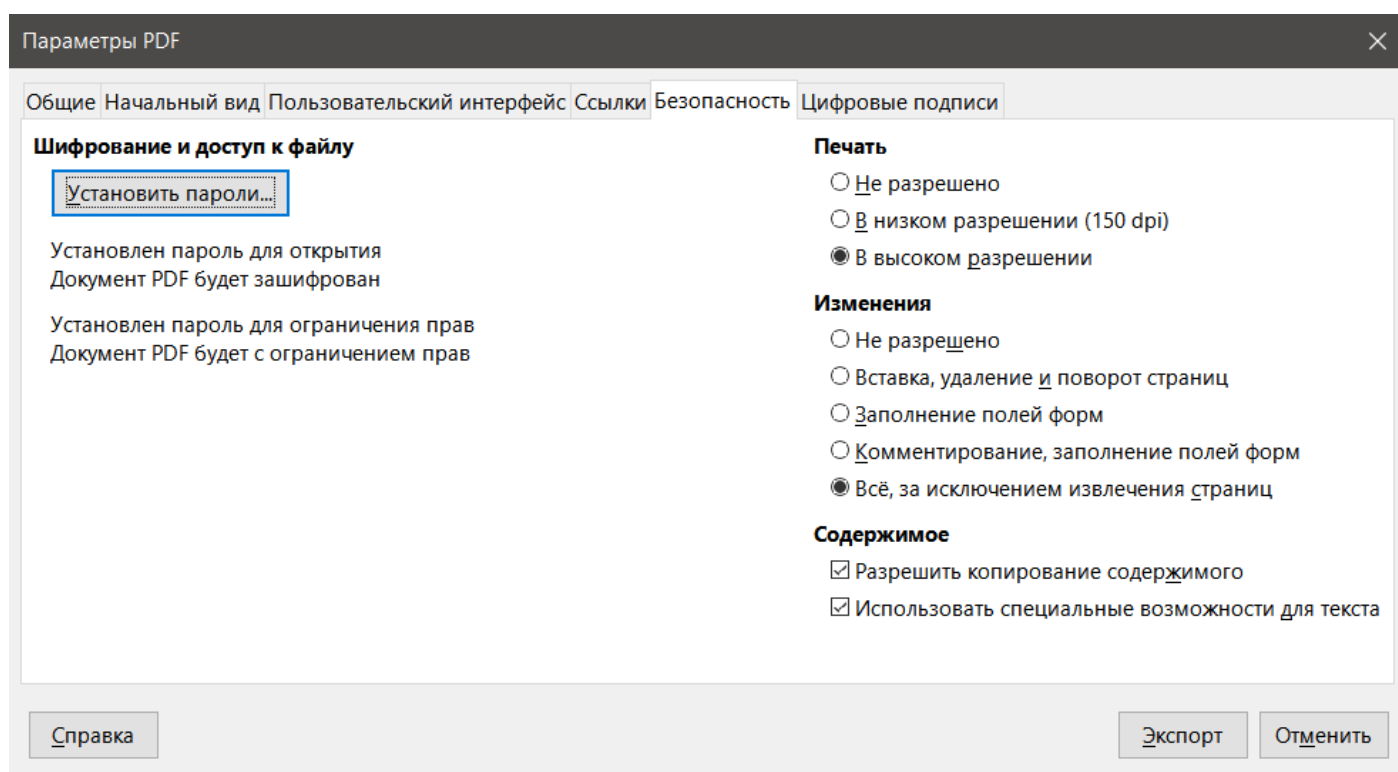 Параметры PDF
Общие Начальный вид Пользовательский интерфейс Ссылки Безопасность Цифровые подписи
Шифрование и доступ к файлу
Установить пароли...
Установлен пароль для открытия
Документ PDF будет зашифрован
Установлен пароль для ограничения прав
Документ PDF будет с ограничением прав
Печать
Не разрешено
В низком разрешении (150 dpi)
В высоком разрешении
Изменения
Не разрешено
Вставка, удаление и поворот страниц
Заполнение полей форм
Комментирование, заполнение полей форм
Всё, за исключением извлечения страниц
Содержимое
Разрешить копирование содержимого
Использовать специальные возможности для текста
Справка
Экспорт
Отменить